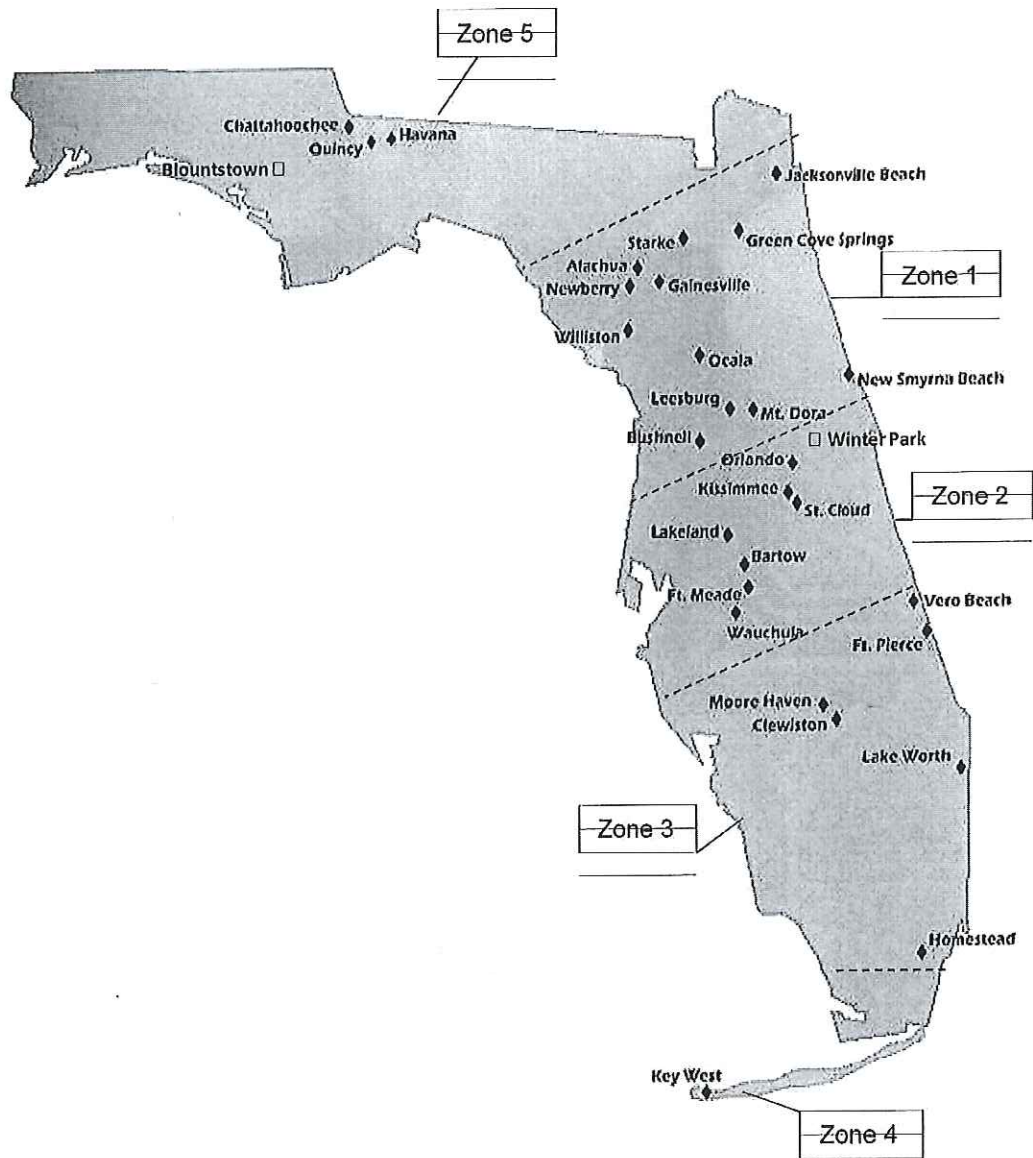 Zone 5
Chattahoochee
Havana
Quincy
Blountstown
Jacksonville Beach
Starke
Green Cove Springs
Alachua
Newberry
Gainesville
Zone 1
Williston
Ocala
New Smyrna Beach
Leesburg
Mt. Dora
Bushnell
Winter Park
Orlando
Kissimmee
Zone 2
St. Cloud
Lakeland
Bartow
Ft. Meade
Vero Beach
Wauchula
Ft. Pierce
Moore Haven
Clewiston
Lake Worth
Zone 3
Homestead
Key West
Zone 4